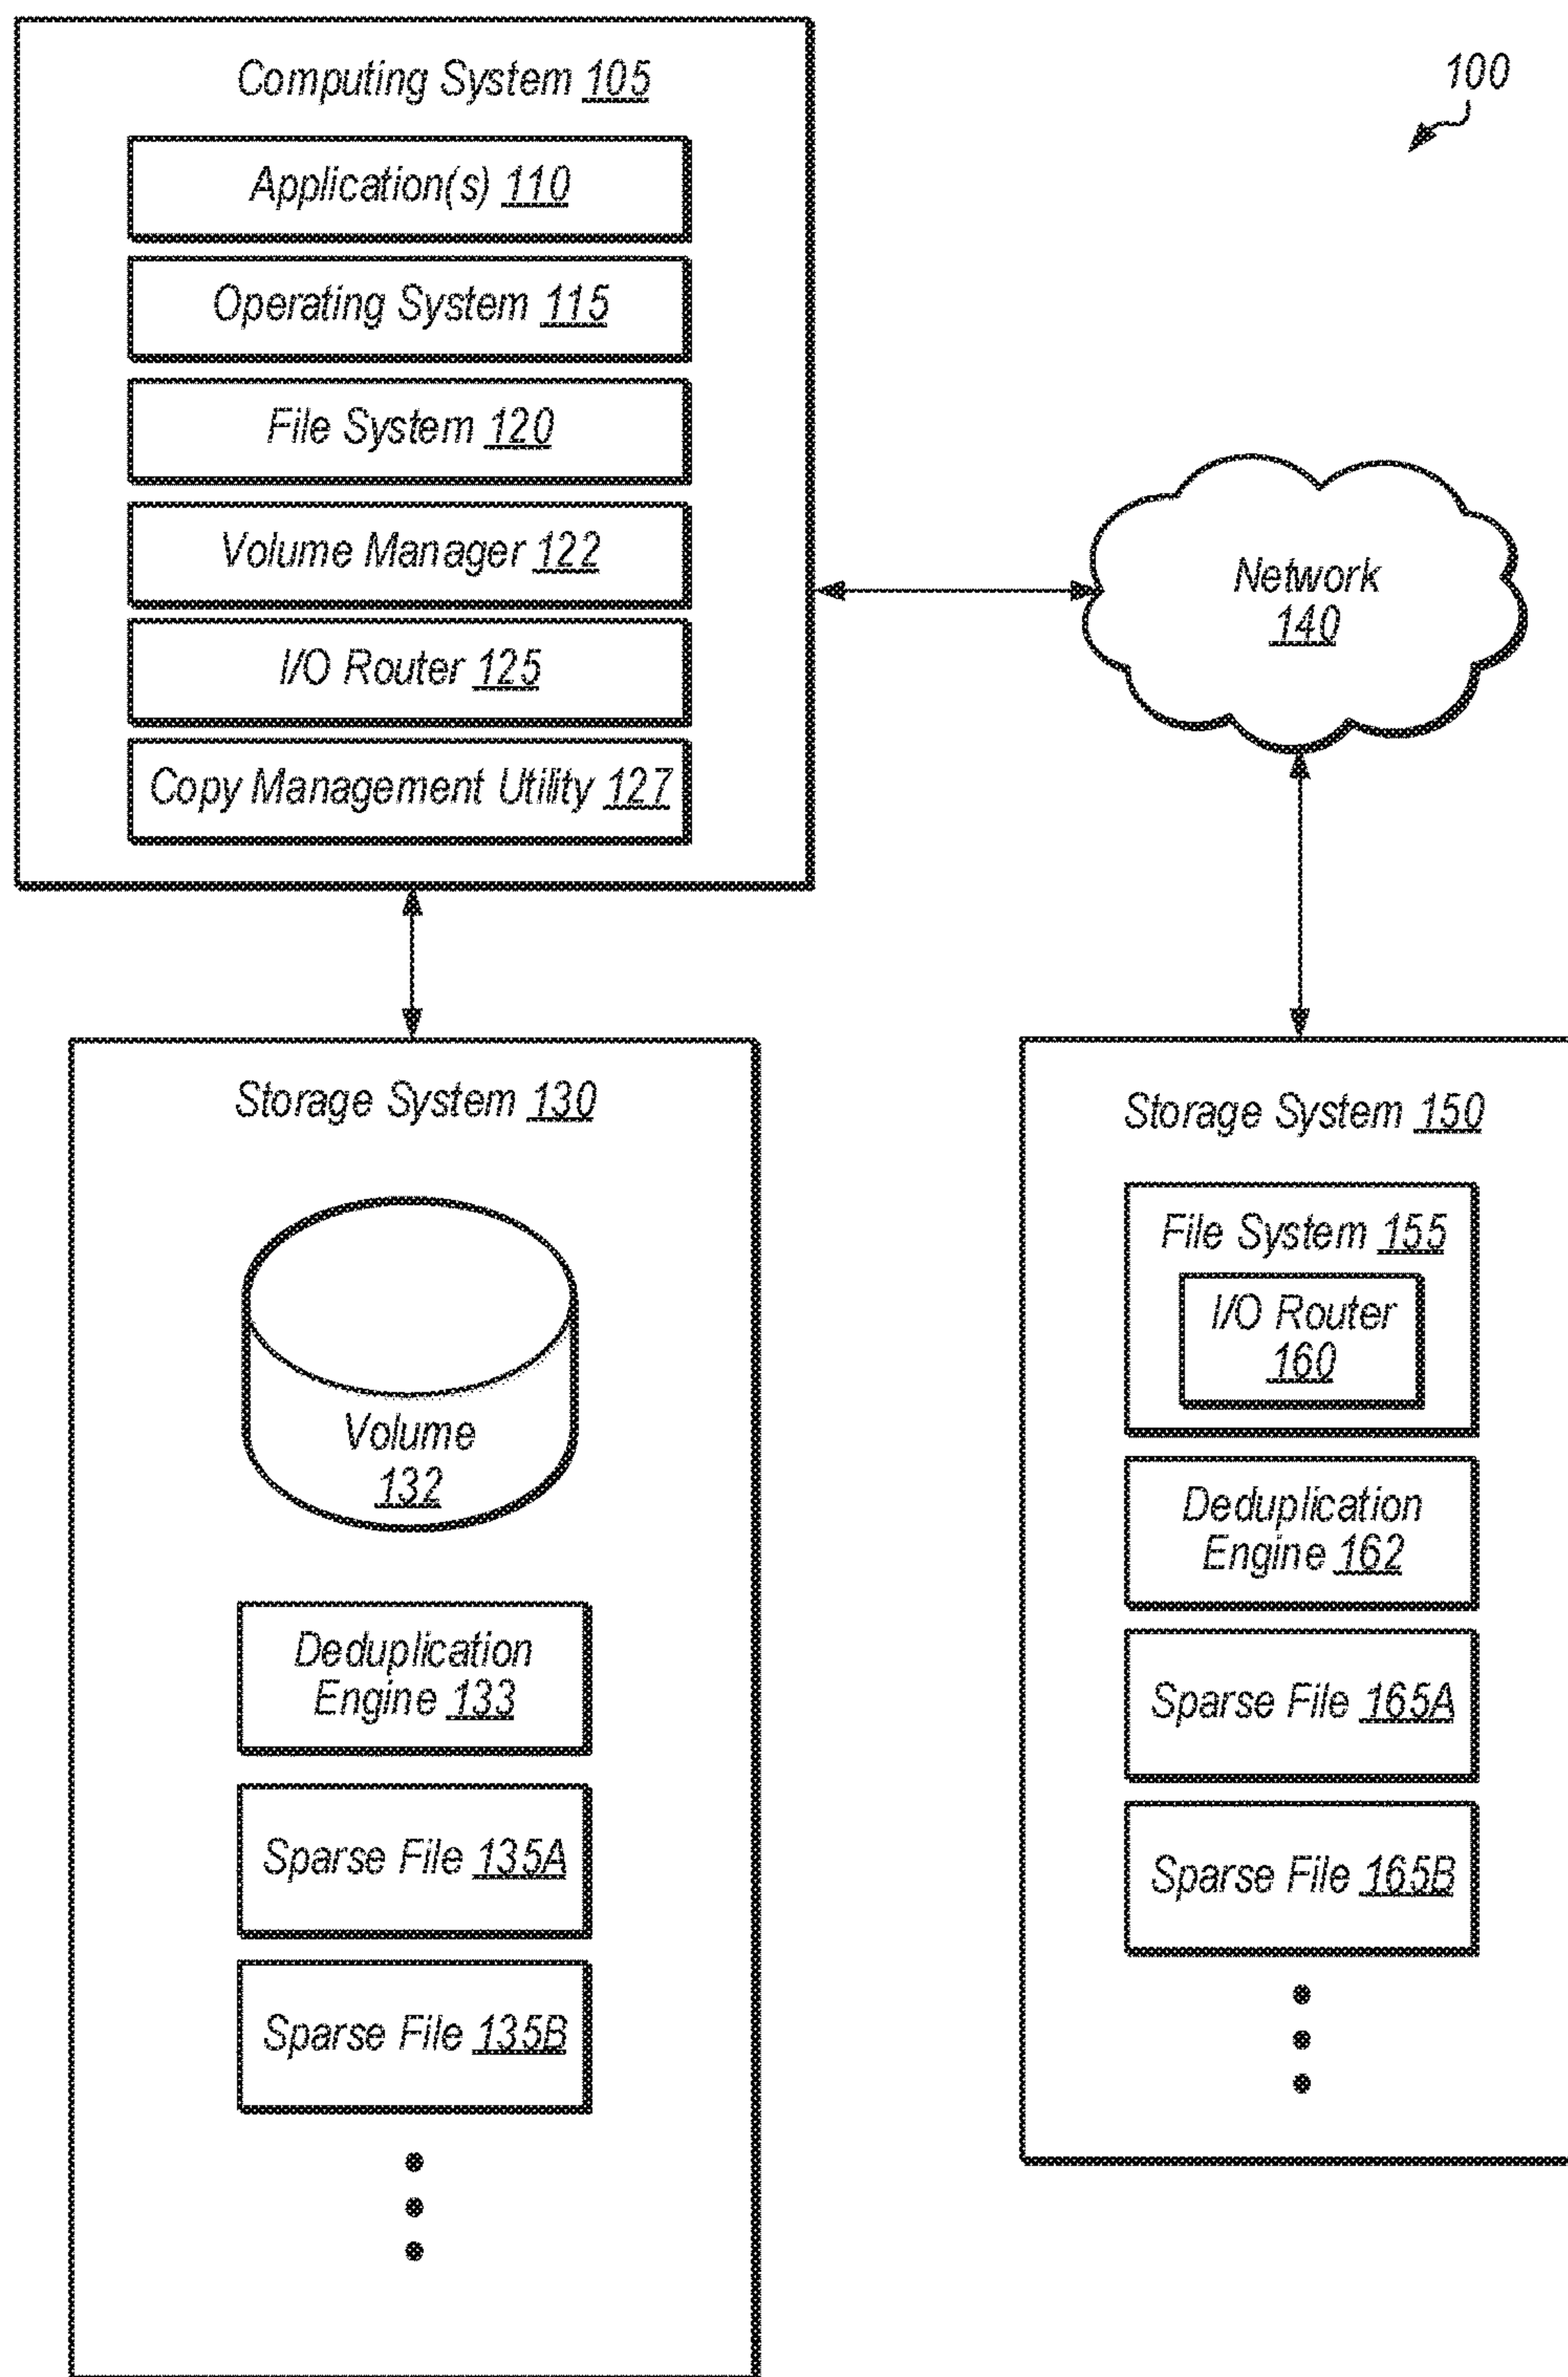 100
Computing System 105
Application(s) 110
Operating System 115
File System 120
Volume Manager 122
I/O Router 125
Copy Management Utility 127
Network
140
Storage System 130
Volume
132
Deduplication
Engine 133
Sparse File 135A
Sparse File 135B
Storage System 150
File System 155
I/O Router
160
Deduplication
Engine 162
Sparse File 165A
Sparse File 165B